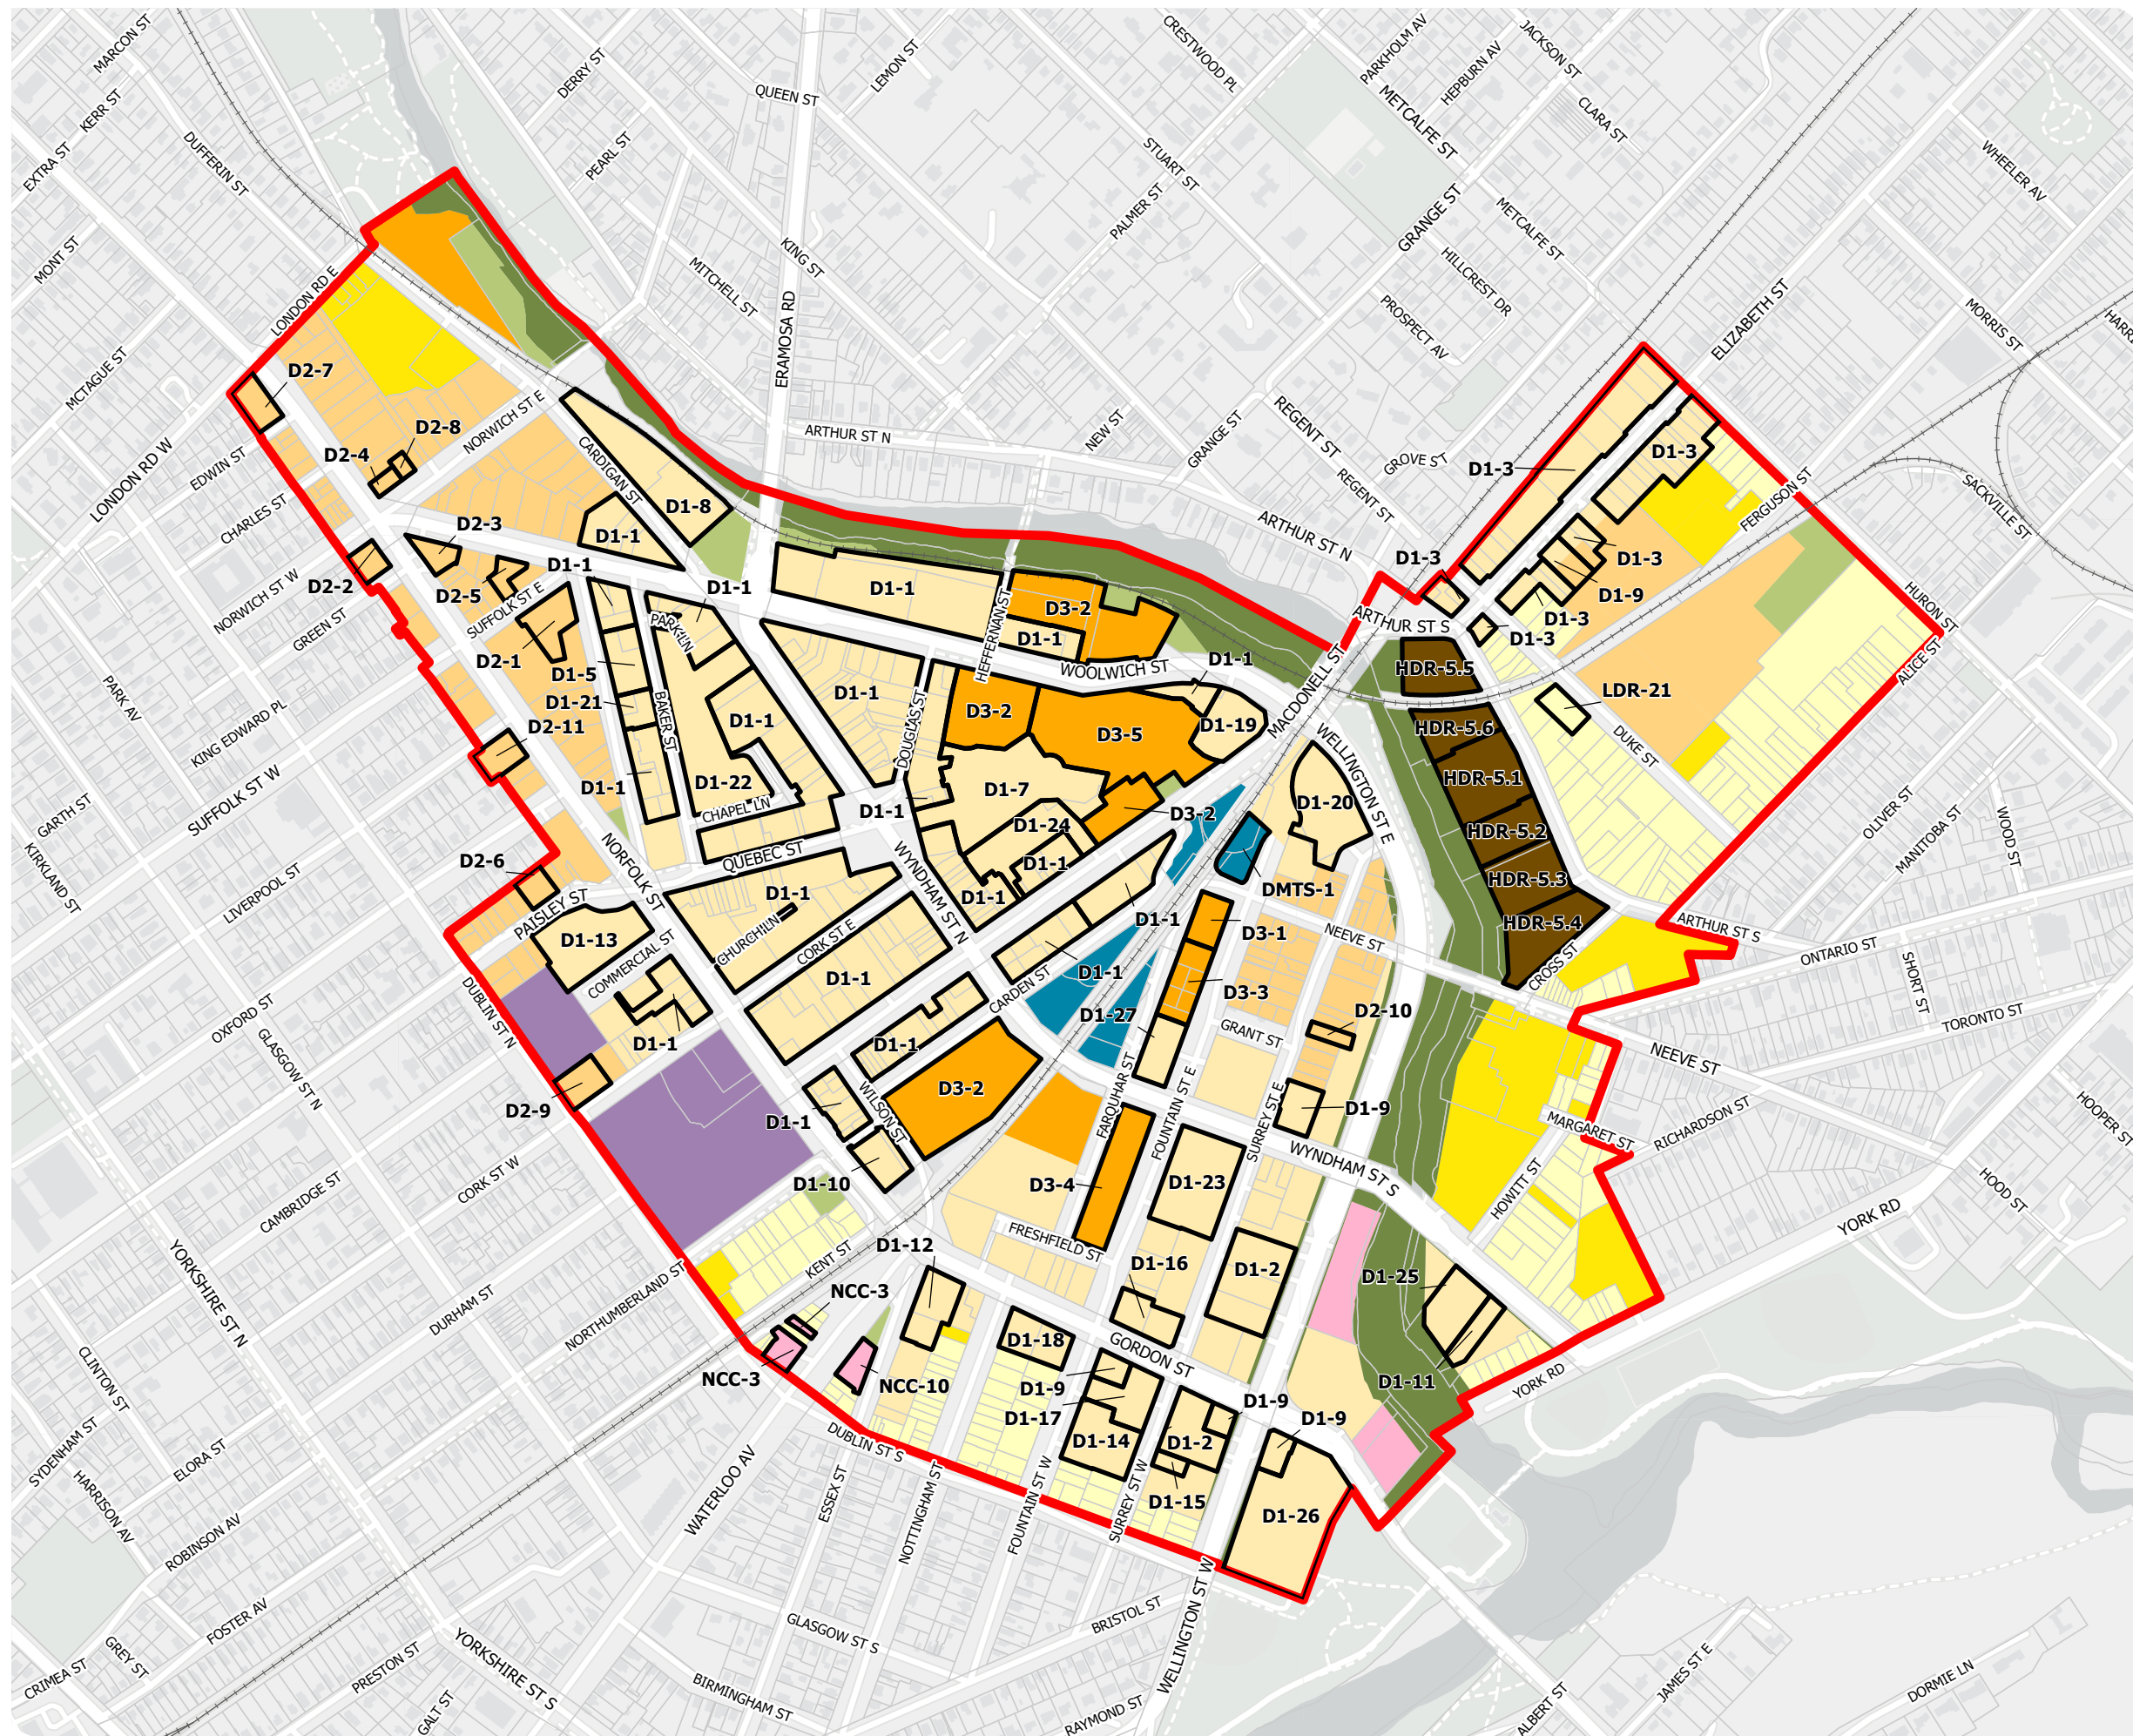 MARCON ST
KERR ST
EXTRA ST
DUFFERIN ST
MONT ST
MCTAGUE ST
LONDON RD E
LONDON RD W
EDWIN ST
CHARLES ST
NORWICH ST W
GREEN ST
PARK AV
KING EDWARD PL
SUFFOLK ST W
GARTH ST
KIRKLAND ST
LIVERPOOL ST
OXFORD ST
GLASGOW ST N
DERRY ST
PEARL ST
QUEEN ST
LEMON ST
CRESTWOOD PL
PARKHOLM AV
HEPBURN AV
JACKSON ST
METCALFE ST
CLARA ST
STUART ST
PALMER ST
GRANGE ST
METCALFE ST
HILLCREST DR
PROSPECT AV
WHEELER AV
ELIZABETH ST
MORRIS ST
KING ST
MITCHELL ST
ERAMOSA RD
ARTHUR ST N
NEW ST
GRANGE ST
REGENT ST
REGENT ST
GROVE ST
ARTHUR ST N
SACKVILLE ST
FERGUSON ST
HURON ST
ALICE ST
D2-7
D2-8
D2-4
NORWICH ST E
CARDIGAN ST
D1-8
D2-3
D1-1
D1-1
D2-2
D2-5
SUFFOLK ST E
D2-1
D1-5
D1-21
D2-11
D1-1
PARK LN
D1-1
D1-1
BAKER ST
D1-22
CHAPEL LN
QUEBEC ST
D1-1
D1-1
HEFFERNAN ST
D3-2
D1-1
WOOLWICH ST
D1-1
DOUGLAS ST
D3-2
D3-5
D1-19
D1-7
D1-24
D1-1
D1-1
D1-1
D3-2
MACDONELL ST
ARTHUR ST S
D1-3
D1-3
D1-3
D1-3
D1-9
D1-3
D1-3
HDR-5.5
LDR-21
HDR-5.6
HDR-5.1
HDR-5.2
HDR-5.3
HDR-5.4
DUKE ST
OLIVER ST
MANITOBA ST
WOOD ST
WELLINGTON ST E
D1-20
DMTS-1
D2-6
PAISLEY ST
NORFOLK ST
D1-13
COMMERCIAL ST
D1-1
D1-1
CHURCH LN
CORK ST E
D1-1
WYNDHAM ST N
D1-1
D1-1
CARDEN ST
D1-1
D3-1
D3-3
D1-27
NEEVE ST
GRANT ST
D2-10
CROSS ST
ARTHUR ST S
ONTARIO ST
SHORT ST
TORONTO ST
NEEVE ST
RICHARDSON ST
MARGARET ST
HOWITT ST
HOOPER ST
HOOD ST
YORK RD
YORK RD
DUBLIN ST N
D2-9
D1-1
WILSON ST
D3-2
D1-10
FARQUHAR ST
FOUNTAIN ST E
SURREY ST E
D1-9
WYNDHAM ST S
D3-4
D1-23
FRESHFIELD ST
D1-16
D1-2
D1-25
D1-11
CAMBRIDGE ST
CORK ST W
DURHAM ST
NORTHUMBERLAND ST
KENT ST
D1-12
NCC-3
NCC-3
NCC-10
D1-18
GORDON ST
D1-9
D1-17
D1-14
D1-2
D1-9
D1-9
D1-15
D1-26
DUBLIN ST S
WATERLOO AV
ESSEX ST
NOTTINGHAM ST
FOUNTAIN ST W
SURREY ST W
WELLINGTON ST W
YORKSHIRE ST N
CLINTON ST
SYDENHAM ST
HARRISON AV
ELORA ST
ROBINSON AV
FOSTER AV
GREY ST
CRIMEA ST
PRESTON ST
GALT ST
YORKSHIRE ST S
GLASGOW ST S
BIRMINGHAM ST
BRISTOL ST
RAYMOND ST
ALBERT ST
JAMES ST E
DORMIE LN